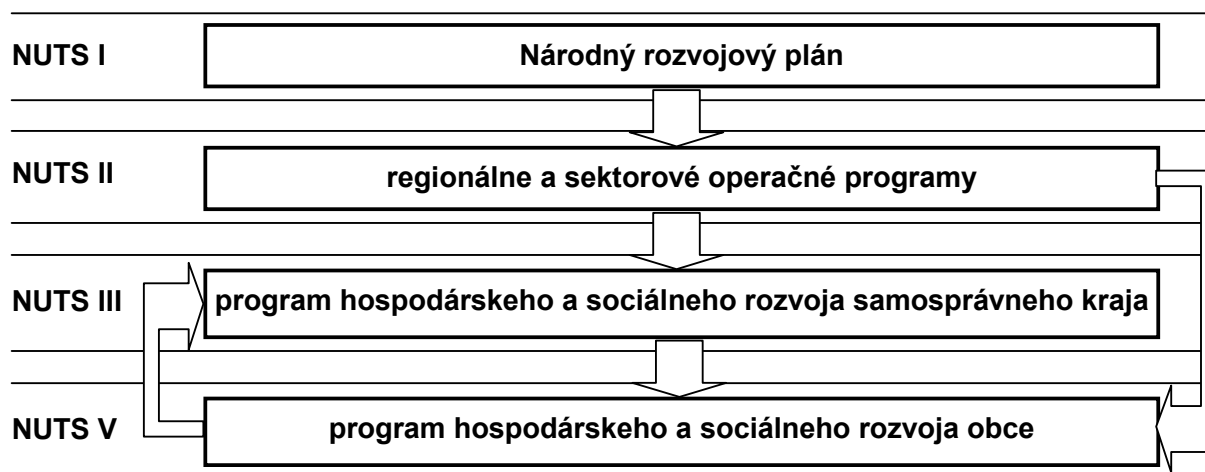 NUTS I
Národný rozvojový plán
NUTS II
regionálne a sektorové operačné programy
NUTS III
program hospodárskeho a sociálneho rozvoja samosprávneho kraja
NUTS V
program hospodárskeho a sociálneho rozvoja obce